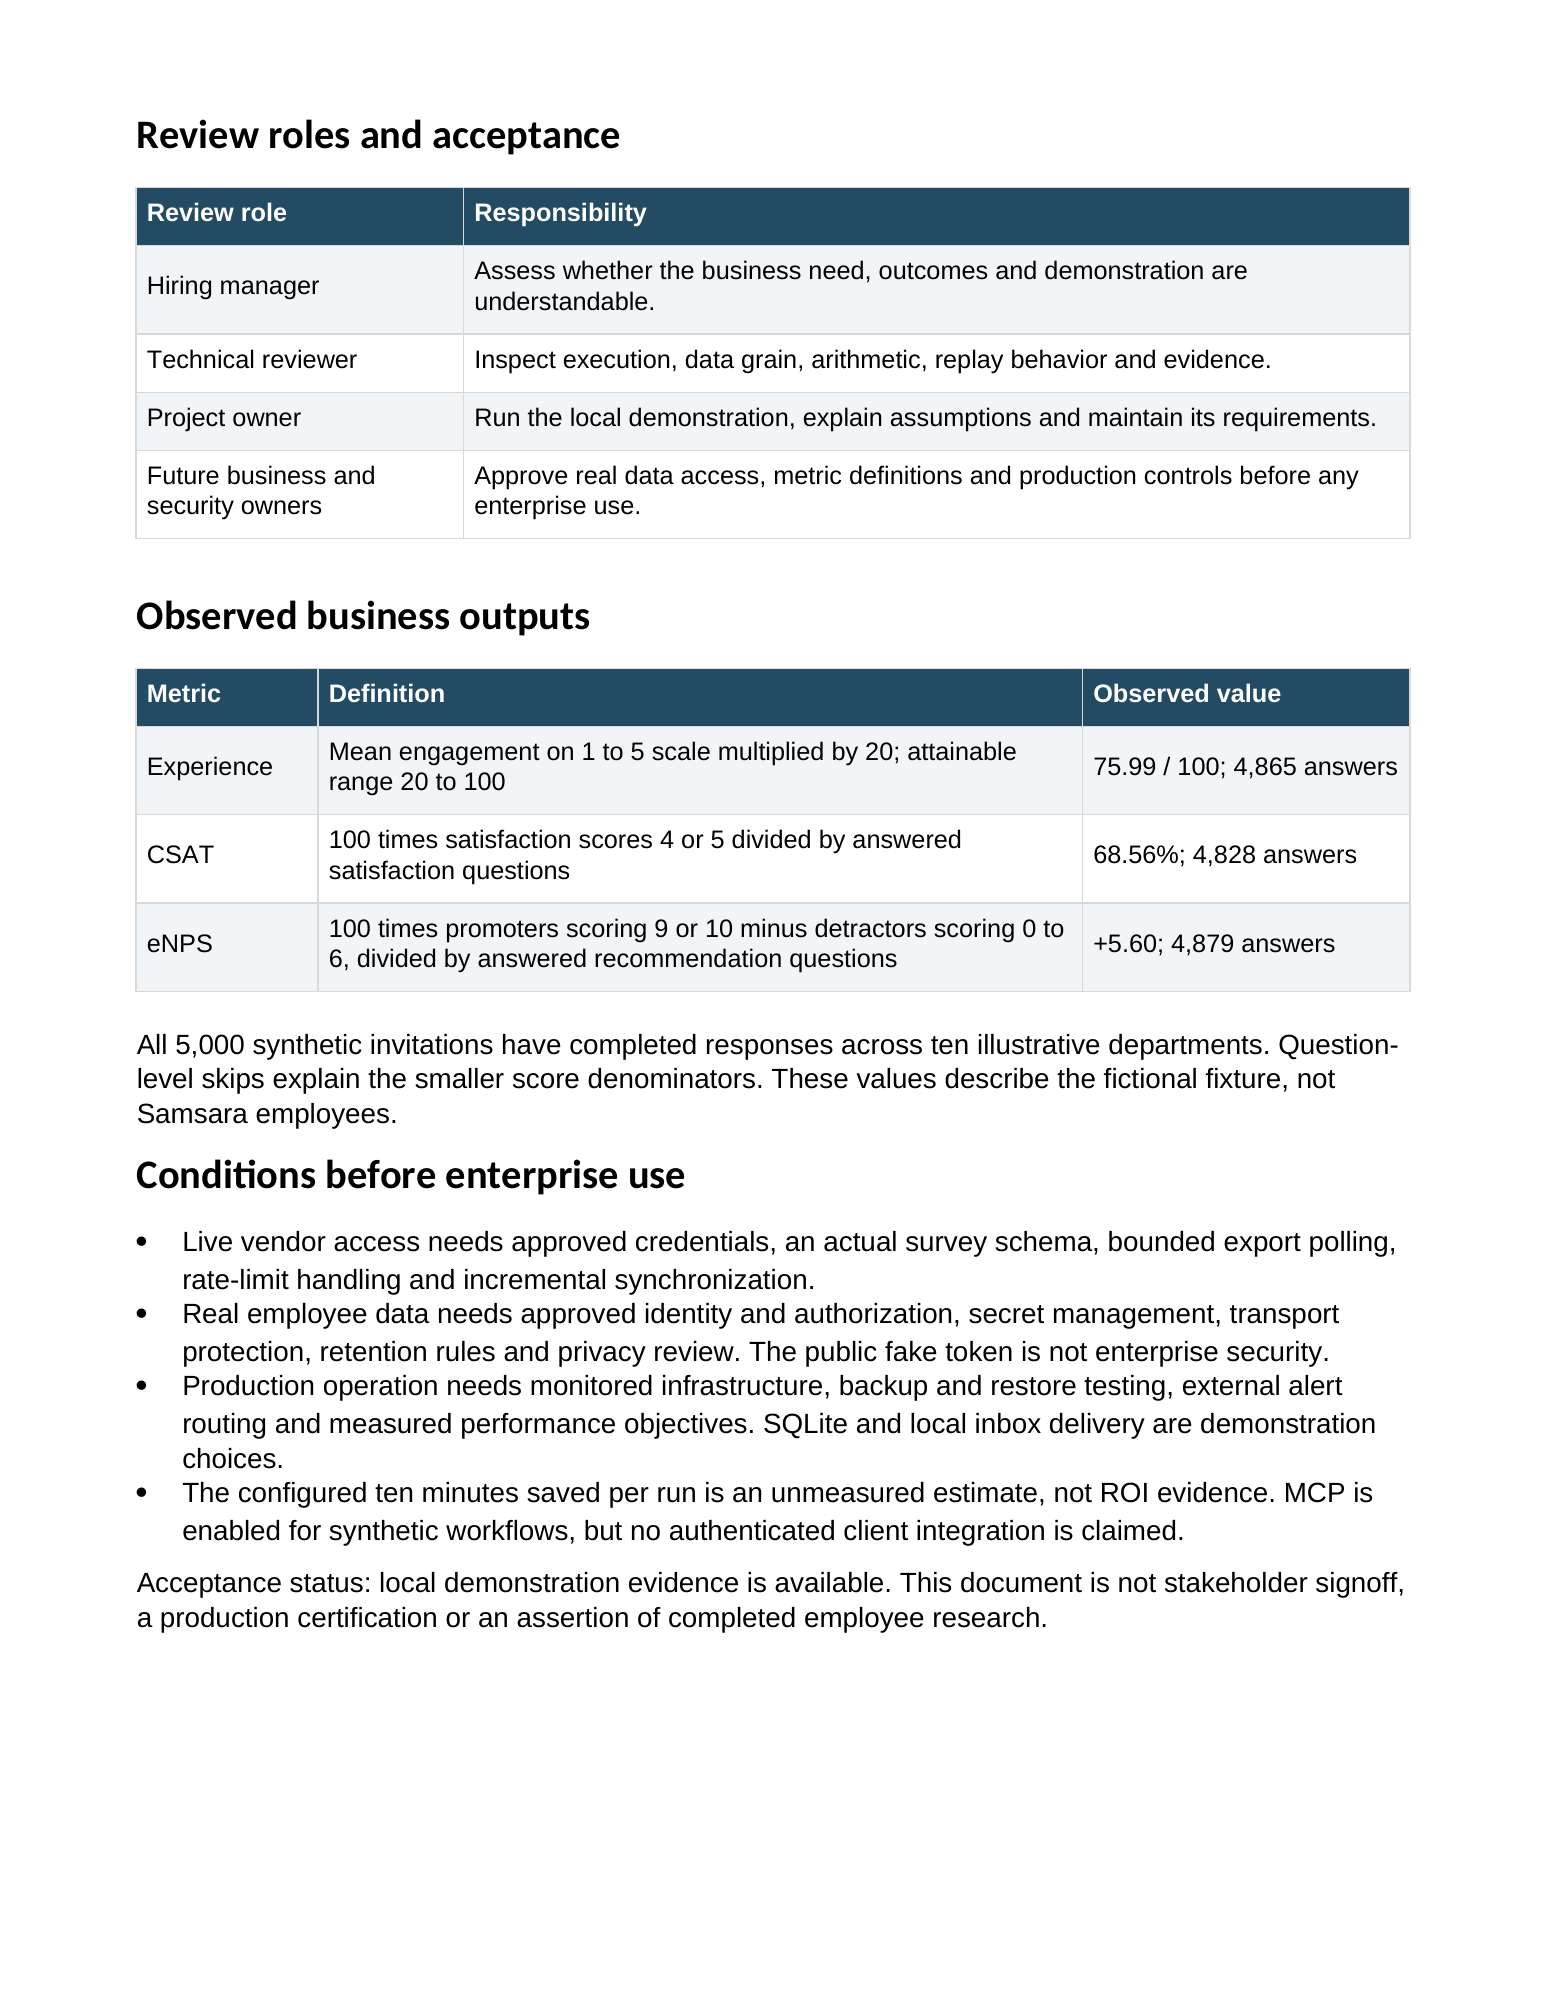 Review roles and acceptance
Review role
Responsibility
Hiring manager
Assess whether the business need, outcomes and demonstration are
understandable.
Technical reviewer
Inspect execution, data grain, arithmetic, replay behavior and evidence.
Project owner
Run the local demonstration, explain assumptions and maintain its requirements.
Future business and
security owners
Approve real data access, metric definitions and production controls before any
enterprise use.
Observed business outputs
Metric
Definition
Observed value
Experience
Mean engagement on 1 to 5 scale multiplied by 20; attainable
range 20 to 100
75.99 / 100; 4,865 answers
CSAT
100 times satisfaction scores 4 or 5 divided by answered
satisfaction questions
68.56%; 4,828 answers
eNPS
100 times promoters scoring 9 or 10 minus detractors scoring 0 to
6, divided by answered recommendation questions
+5.60; 4,879 answers
All 5,000 synthetic invitations have completed responses across ten illustrative departments. Question-
level skips explain the smaller score denominators. These values describe the fictional fixture, not
Samsara employees.
Conditions before enterprise use
• Live vendor access needs approved credentials, an actual survey schema, bounded export polling,
rate-limit handling and incremental synchronization.
• Real employee data needs approved identity and authorization, secret management, transport
protection, retention rules and privacy review. The public fake token is not enterprise security.
• Production operation needs monitored infrastructure, backup and restore testing, external alert
routing and measured performance objectives. SQLite and local inbox delivery are demonstration
choices.
• The configured ten minutes saved per run is an unmeasured estimate, not ROI evidence. MCP is
enabled for synthetic workflows, but no authenticated client integration is claimed.
Acceptance status: local demonstration evidence is available. This document is not stakeholder signoff,
a production certification or an assertion of completed employee research.